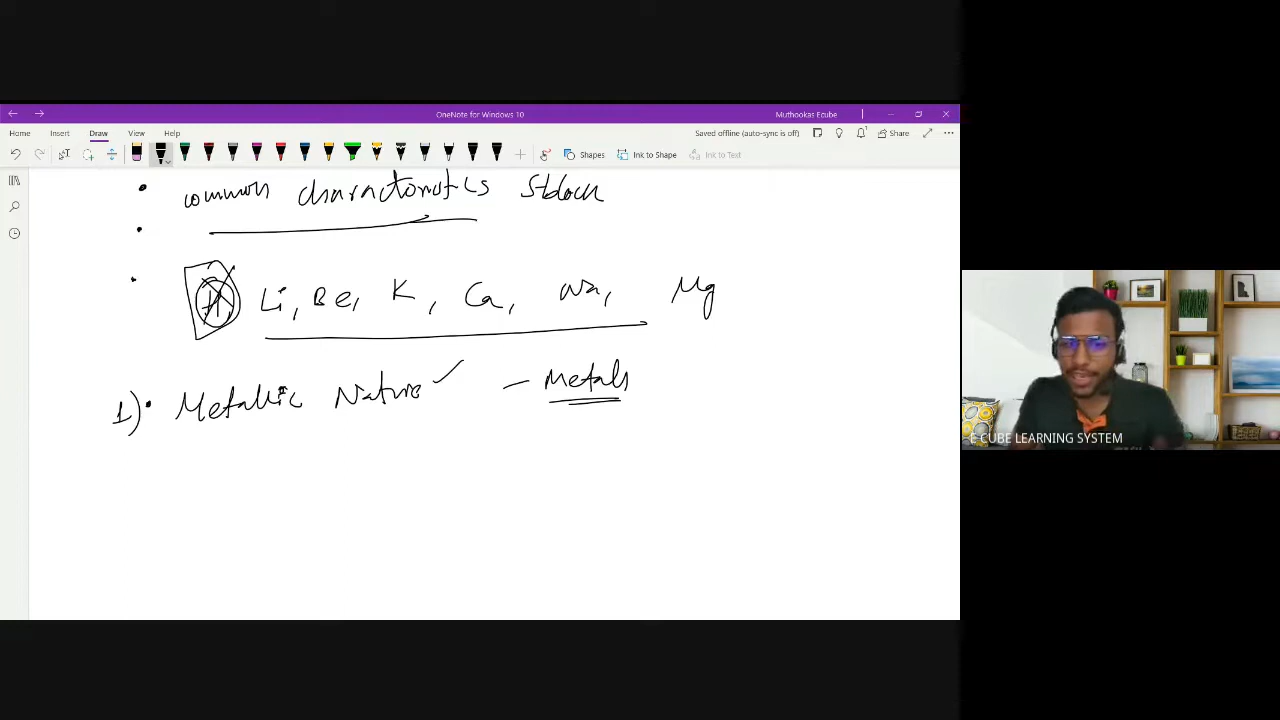 OneNote for Windows 10
Muthookas Ecube
Home Insert Draw View Help
Saved offline (auto-sync is off)
Share
Shapes
Ink to Shape
Ink to Text
common characteristics
H Li, Be, K, Ca, Na, Mg
1) Metallic Nature – Metals
E CUBE LEARNING SYSTEM